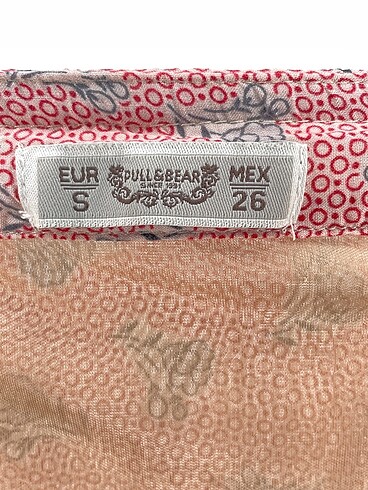 EUR
S
PULL&BEAR
SINCE 1991
MEX
26